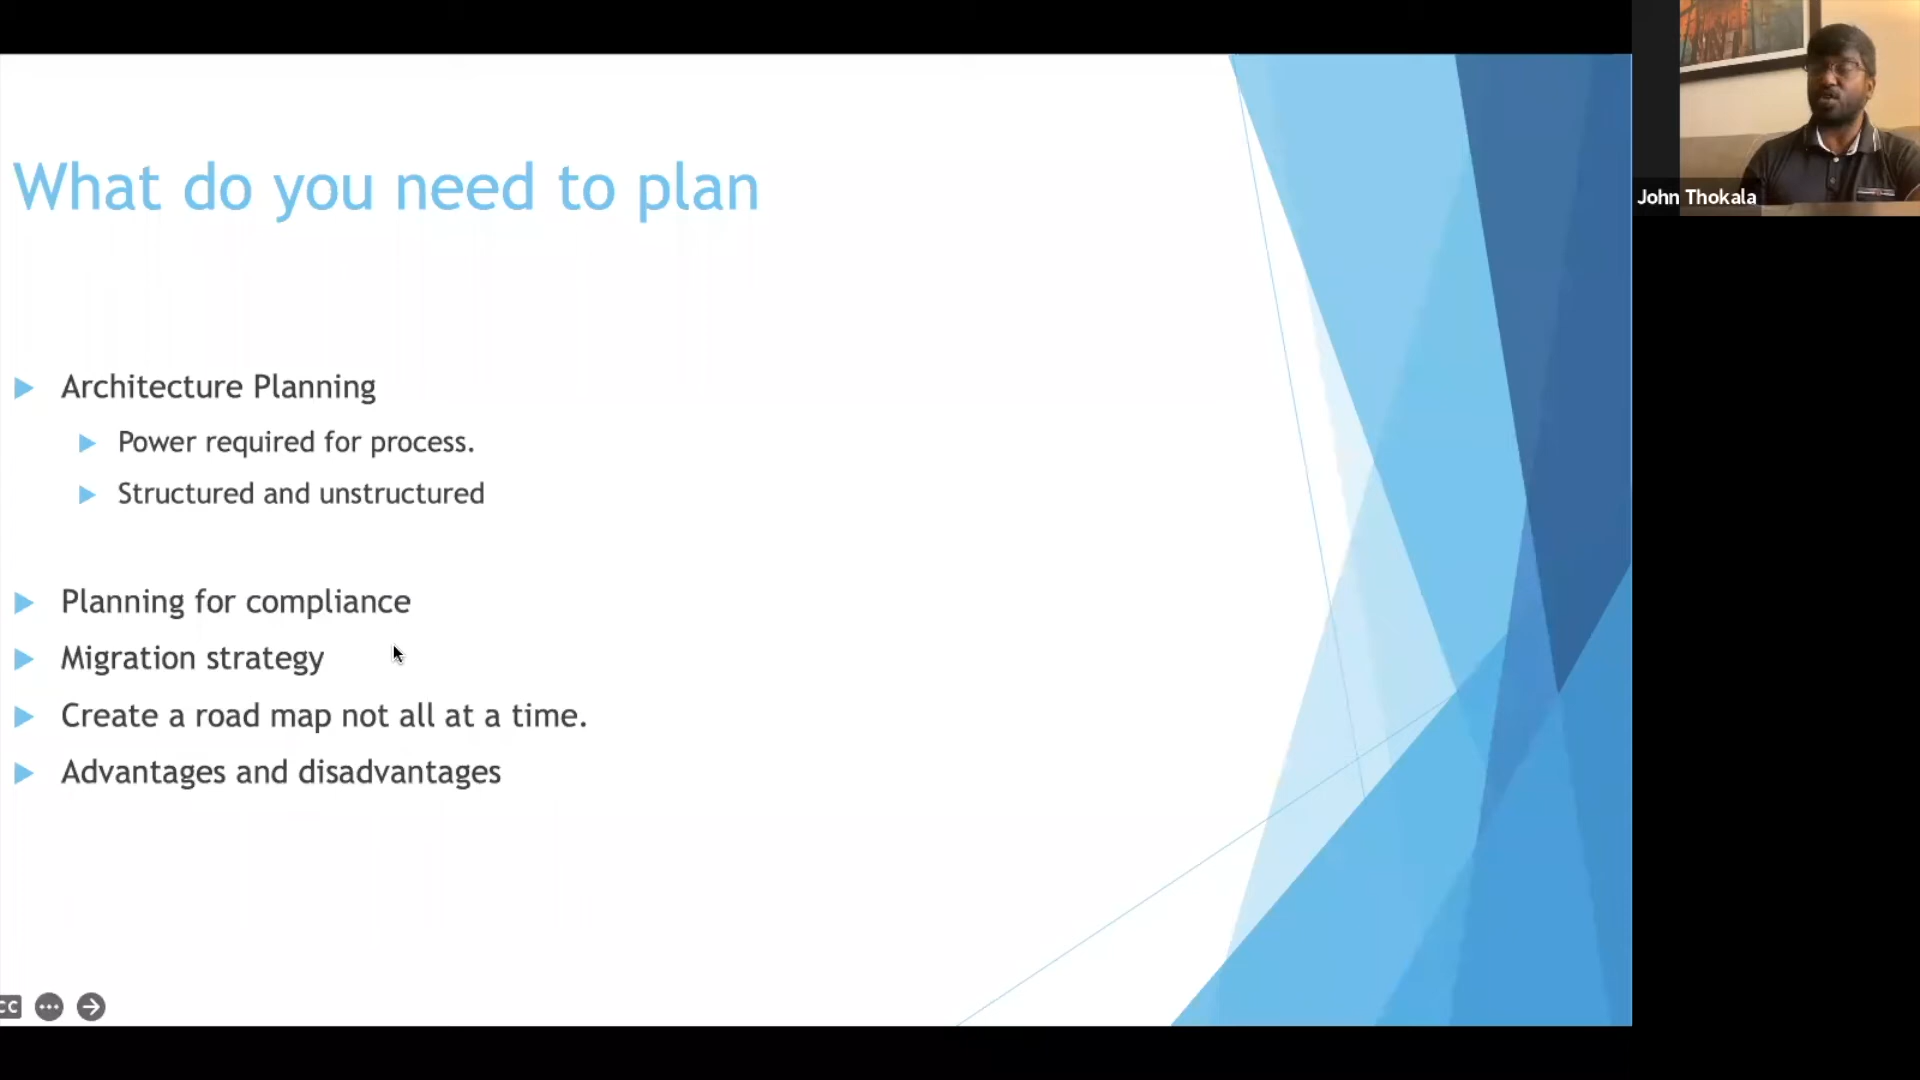 What do you need to plan
Architecture Planning
Power required for process.
Structured and unstructured
Planning for compliance
Migration strategy
Create a road map not all at a time.
Advantages and disadvantages
John Thokala
CC